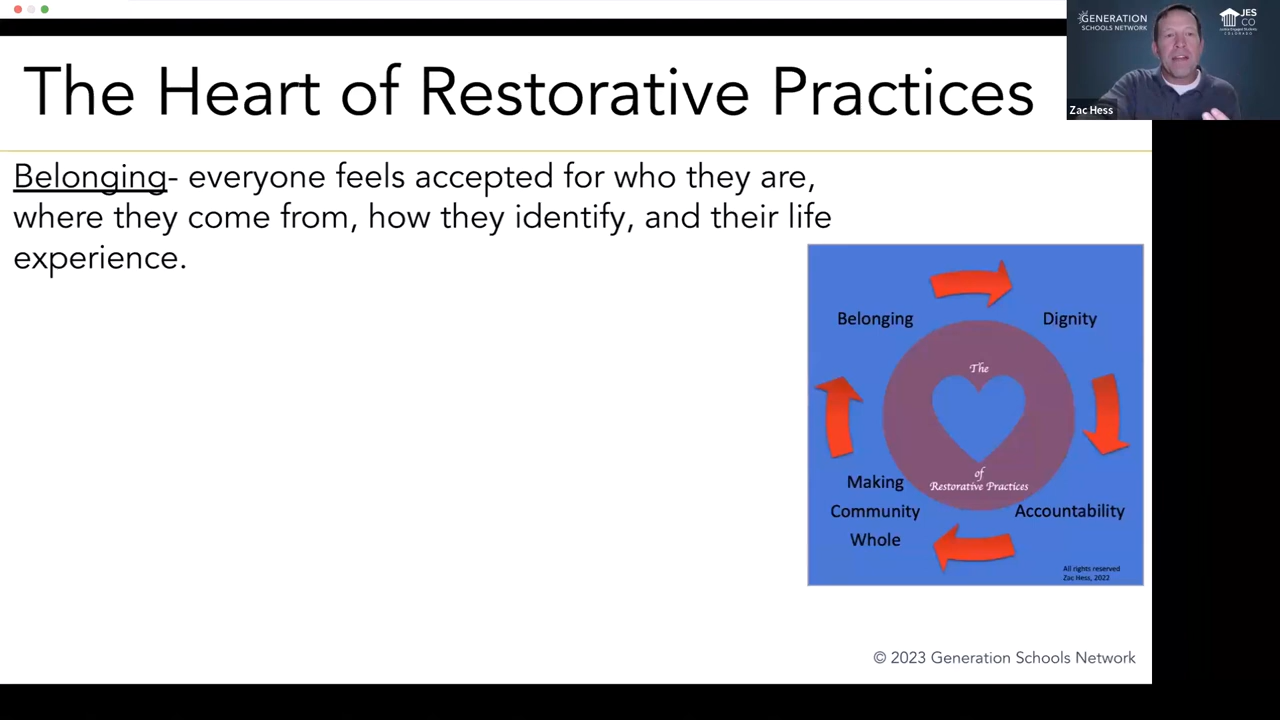 The Heart of Restorative Practices
Belonging- everyone feels accepted for who they are,
where they come from, how they identify, and their life
experience.
Belonging
Dignity
The
of
Restorative Practices
Making
Community
Whole
Accountability
All rights reserved
Zac Hess, 2022
© 2023 Generation Schools Network
GENERATION
SCHOOLS NETWORK
JES
CO
COLORADO
Zac Hess